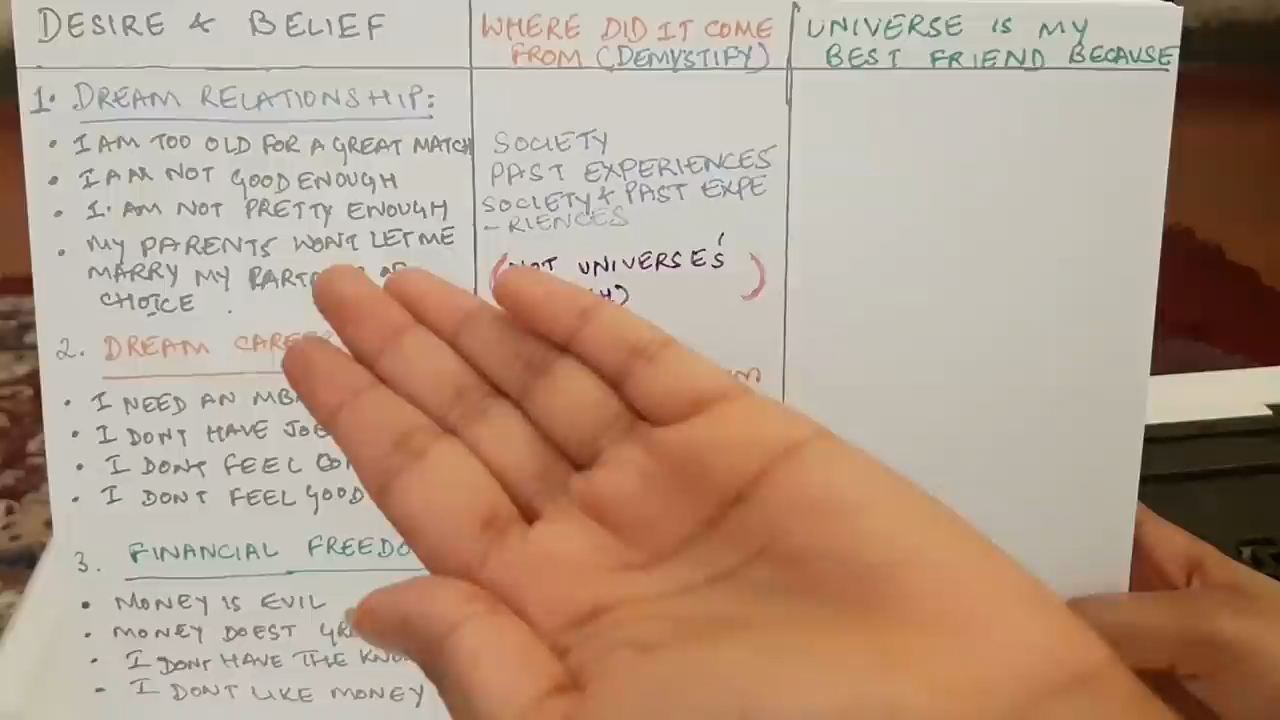 DESIRE & BELIEF
WHERE DID IT COME
FROM (DEMYSTIFY)
UNIVERSE IS MY
BEST FRIEND BECAUSE
1. DREAM RELATIONSHIP:
• I AM TOO OLD FOR A GREAT MATCH
• I AM NOT GOOD ENOUGH
• I AM NOT PRETTY ENOUGH
• MY PARENTS WONT LET ME
MARRY MY
CHOICE.
SOCIETY
PAST EXPERIENCES
SOCIETY & PAST EXPE
-RIENCES
UNIVERSE'S
2. DREAM
• I NEED AN
• I DONT HAVE
• I DONT FEEL
• I DONT FEEL GOOD
3. FINANCIAL
• MONEY IS EVIL
• MONEY DOEST
• I DONT HAVE THE
• I DONT LIKE MONEY